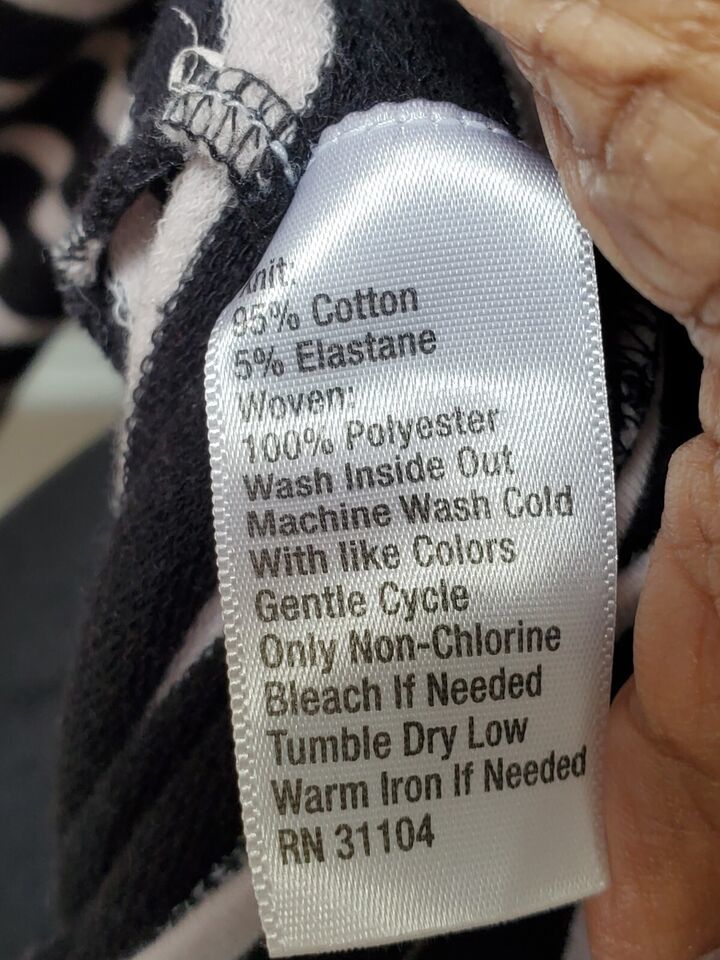 Knit:
95% Cotton
5% Elastane
Woven:
100% Polyester
Wash Inside Out
Machine Wash Cold
With like Colors
Gentle Cycle
Only Non-Chlorine
Bleach If Needed
Tumble Dry Low
Warm Iron If Needed
RN 31104